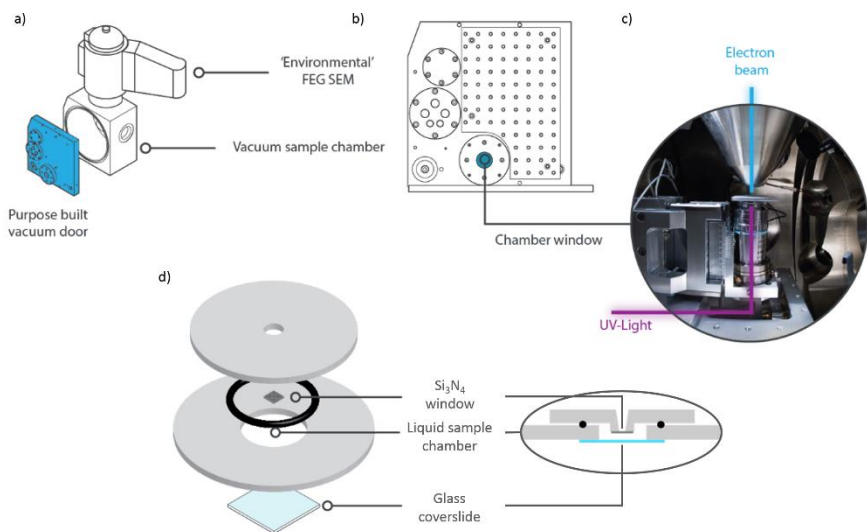 a)
'Environmental'
FEG SEM
Vacuum sample chamber
Purpose built
vacuum door
b)
Chamber window
c)
Electron
beam
UV-Light
d)
Si₃N₄
window
Liquid sample
chamber
Glass
coverslide